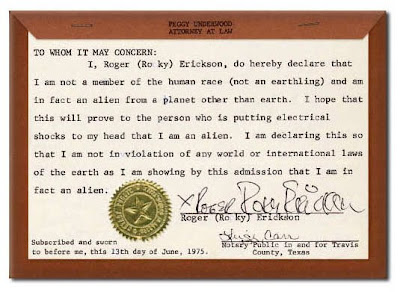 PEGGY UNDERWOOD
ATTORNEY AT LAW
TO WHOM IT MAY CONCERN:
I, Roger (Ro ky) Erickson, do hereby declare that
I am not a member of the human race (not an earthling) and am
in fact an alien from a planet other than earth. I hope that
this will prove to the person who is putting electrical
shocks to my head that I am an alien. I am declaring this so
that I am not in violation of any world or international laws
of the earth as I am showing by this admission that I am in
fact an alien.
X Roger Roky Erickson
Roger (Ro ky) Erickson
Subscribed and sworn
to before me, this 13th day of June, 1975.
Notary Public in and for Travis
County, Texas